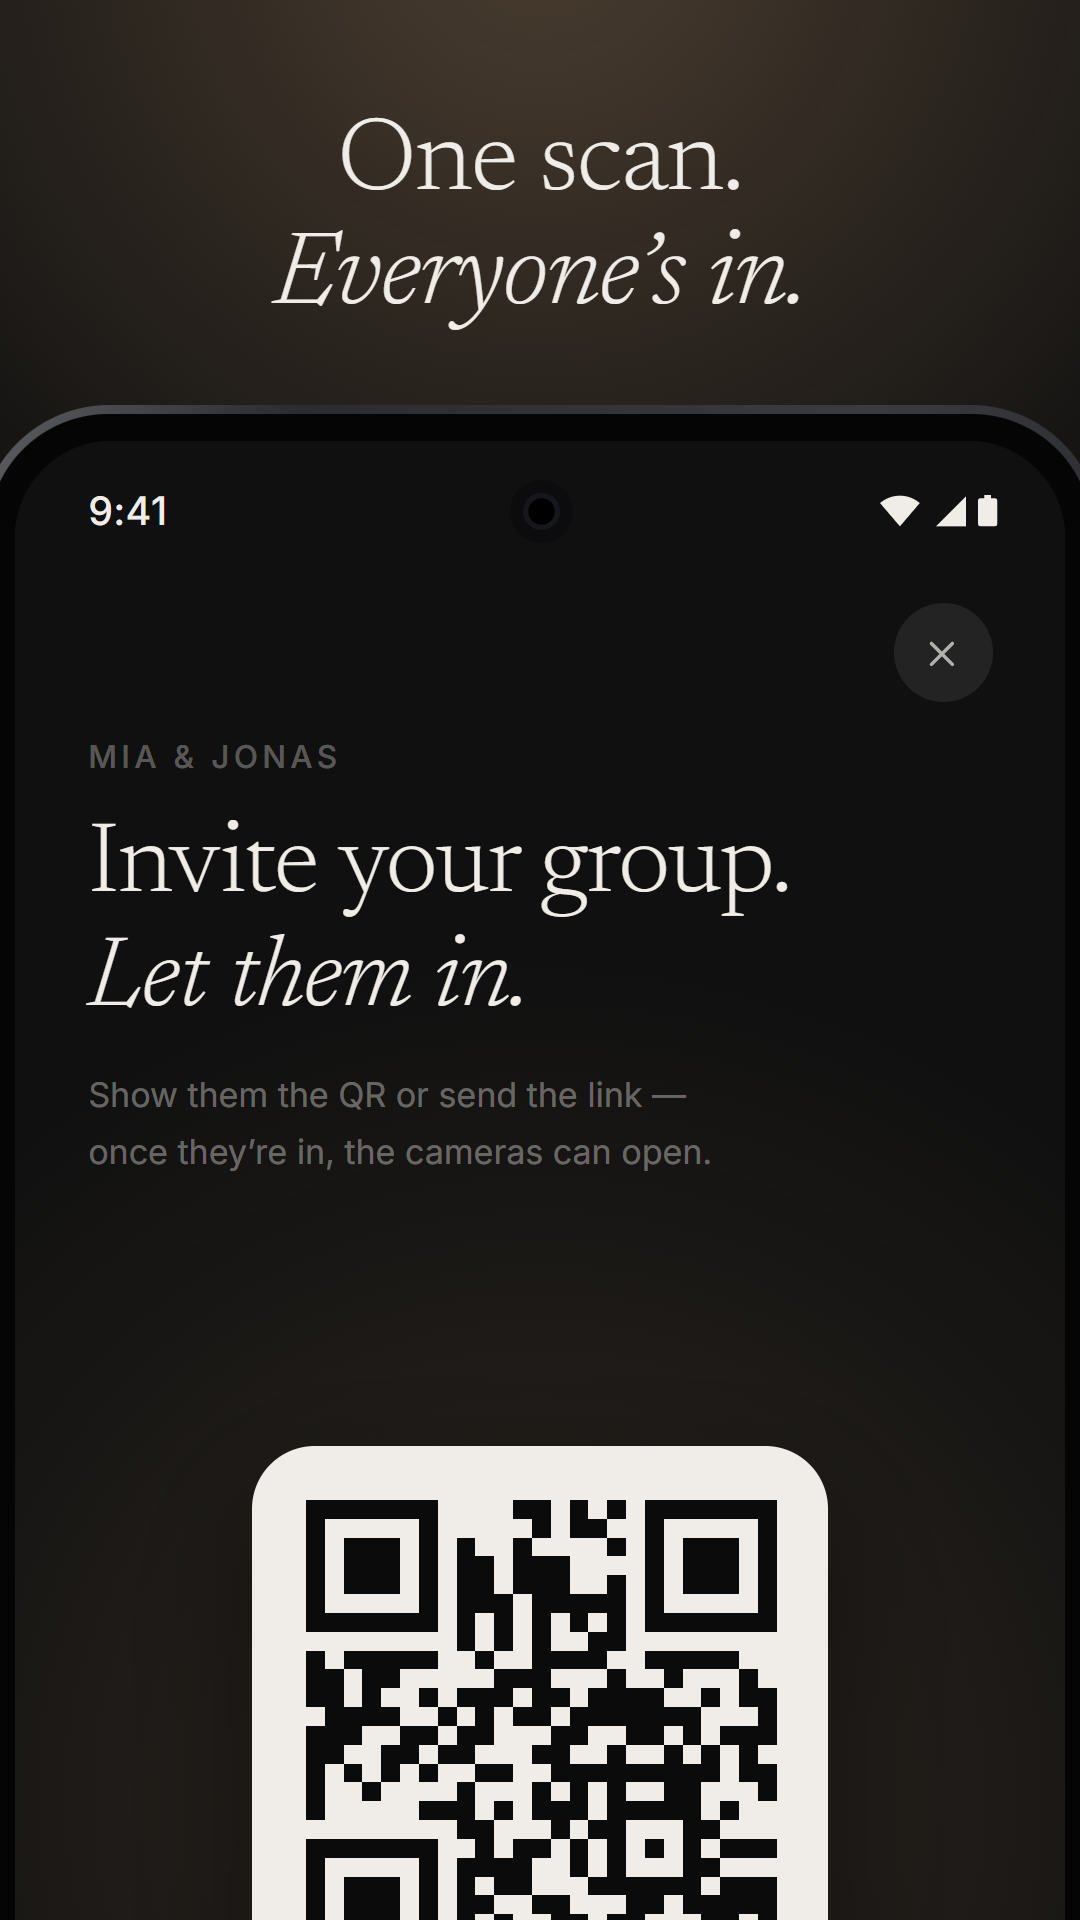 One scan.
Everyone’s in.
9:41
MIA & JONAS
Invite your group.
Let them in.
Show them the QR or send the link —
once they’re in, the cameras can open.